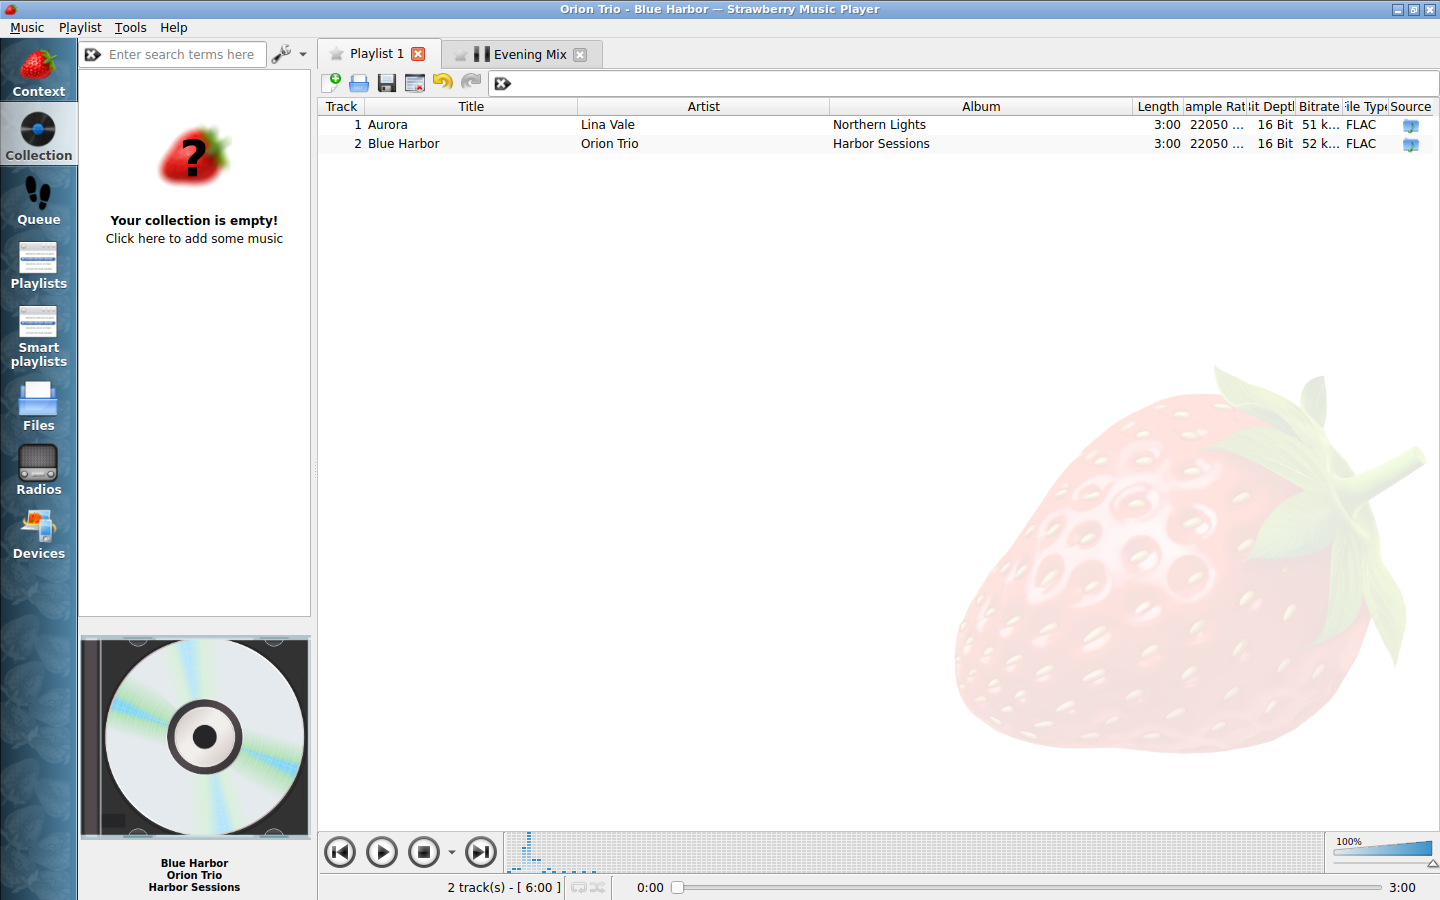 Orion Trio - Blue Harbor — Strawberry Music Player
Music Playlist Tools Help
Context
Collection
Queue
Playlists
Smart
playlists
Files
Radios
Devices
Enter search terms here
Your collection is empty!
Click here to add some music
Blue Harbor
Orion Trio
Harbor Sessions
Playlist 1 Evening Mix
Track Title Artist Album Length ample Rat it Dept Bitrate ile Type Source
1 Aurora Lina Vale Northern Lights 3:00 22050 ... 16 Bit 51 k... FLAC
2 Blue Harbor Orion Trio Harbor Sessions 3:00 22050 ... 16 Bit 52 k... FLAC
100%
2 track(s) - [ 6:00 ] 0:00 3:00